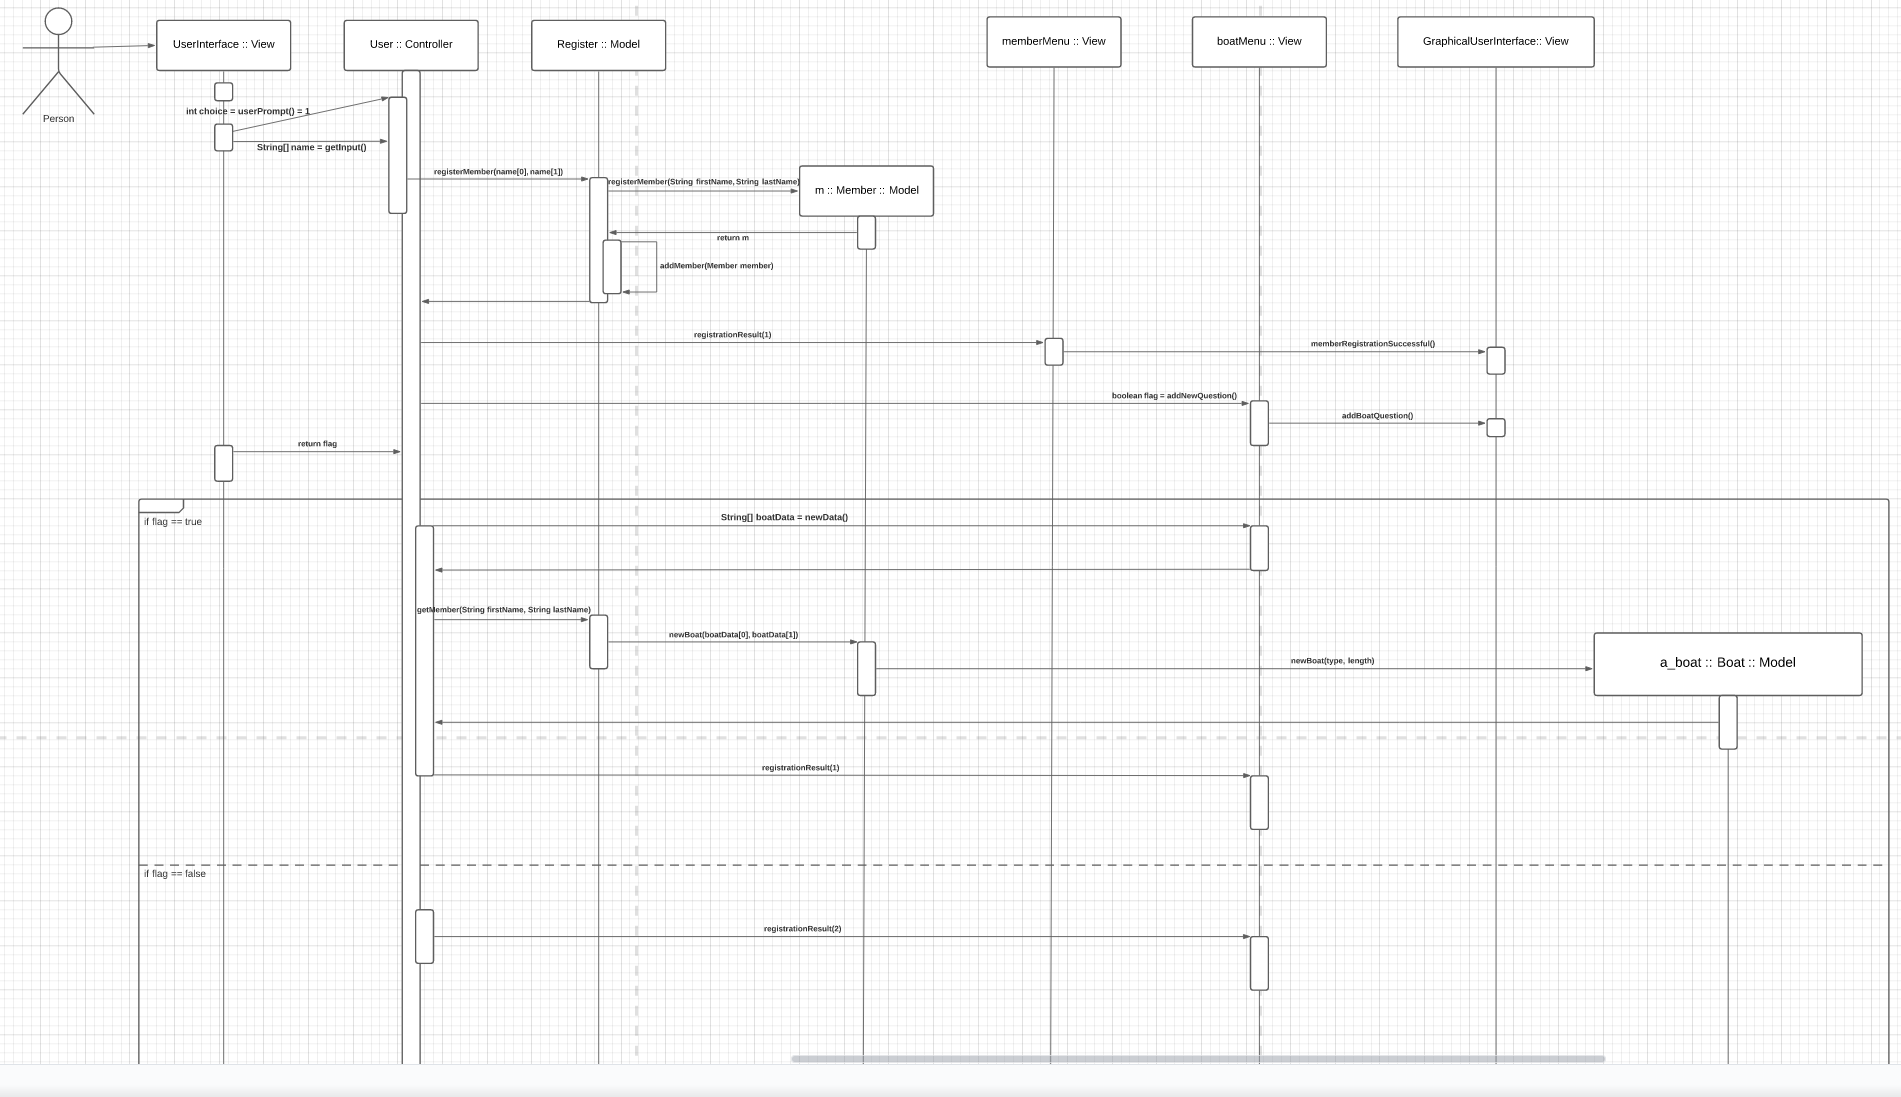 UserInterface :: View
User :: Controller
Register :: Model
memberMenu :: View
boatMenu :: View
GraphicalUserInterface:: View
Person
int choice = userPrompt() = 1
String[] name = getInput()
registerMember(name[0], name[1])
registerMember(String firstName, String lastName)
m :: Member :: Model
return m
addMember(Member member)
registrationResult(1)
memberRegistrationSuccessful()
boolean flag = addNewQuestion()
addBoatQuestion()
return flag
if flag == true
String[] boatData = newData()
getMember(String firstName, String lastName)
newBoat(boatData[0], boatData[1])
newBoat(type, length)
a_boat :: Boat :: Model
registrationResult(1)
if flag == false
registrationResult(2)